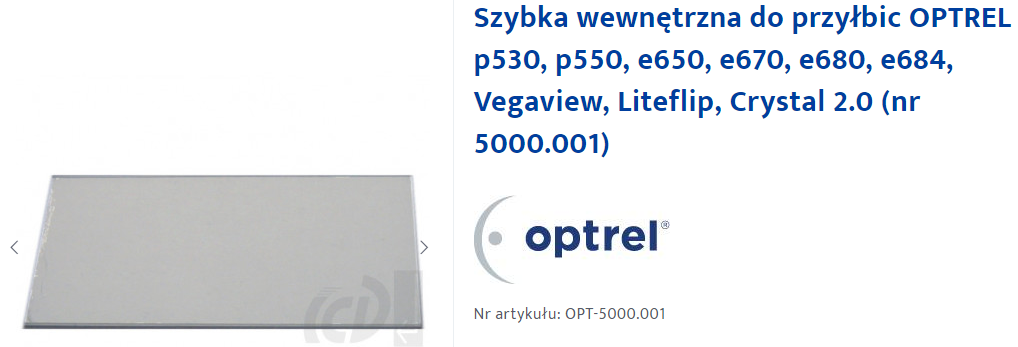 Szybka wewnętrzna do przyłbic OPTREL
p530, p550, e650, e670, e680, e684,
Vegaview, Liteflip, Crystal 2.0 (nr
5000.001)
optrel®
Nr artykułu: OPT-5000.001